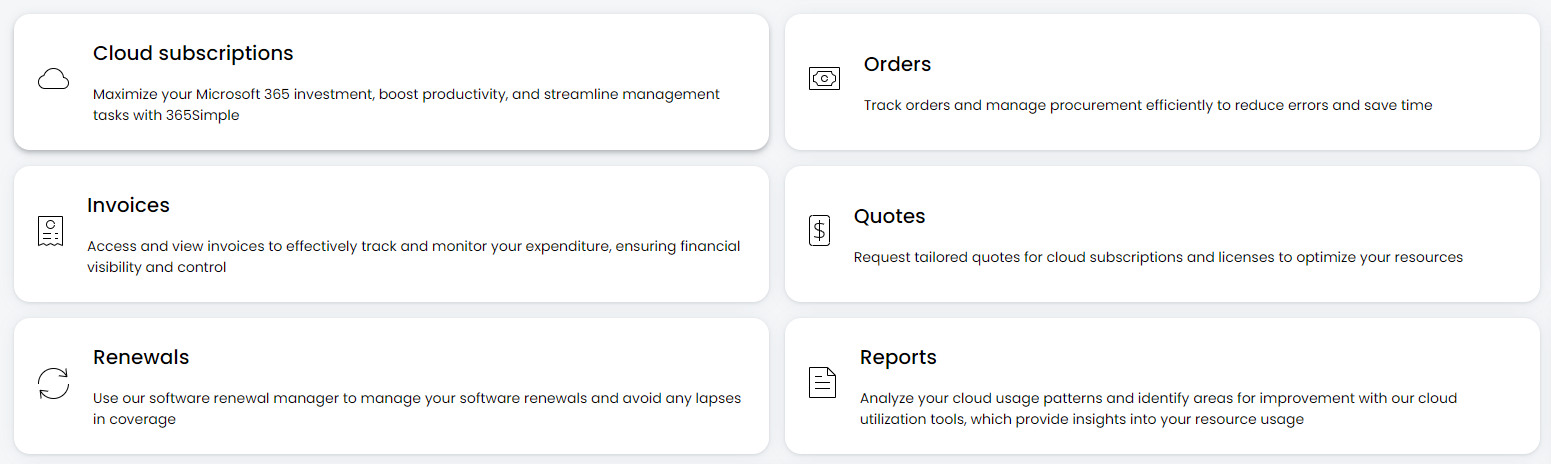 Cloud subscriptions
Maximize your Microsoft 365 investment, boost productivity, and streamline management
tasks with 365Simple
Orders
Track orders and manage procurement efficiently to reduce errors and save time
Invoices
Access and view invoices to effectively track and monitor your expenditure, ensuring financial
visibility and control
Quotes
Request tailored quotes for cloud subscriptions and licenses to optimize your resources
Renewals
Use our software renewal manager to manage your software renewals and avoid any lapses
in coverage
Reports
Analyze your cloud usage patterns and identify areas for improvement with our cloud
utilization tools, which provide insights into your resource usage